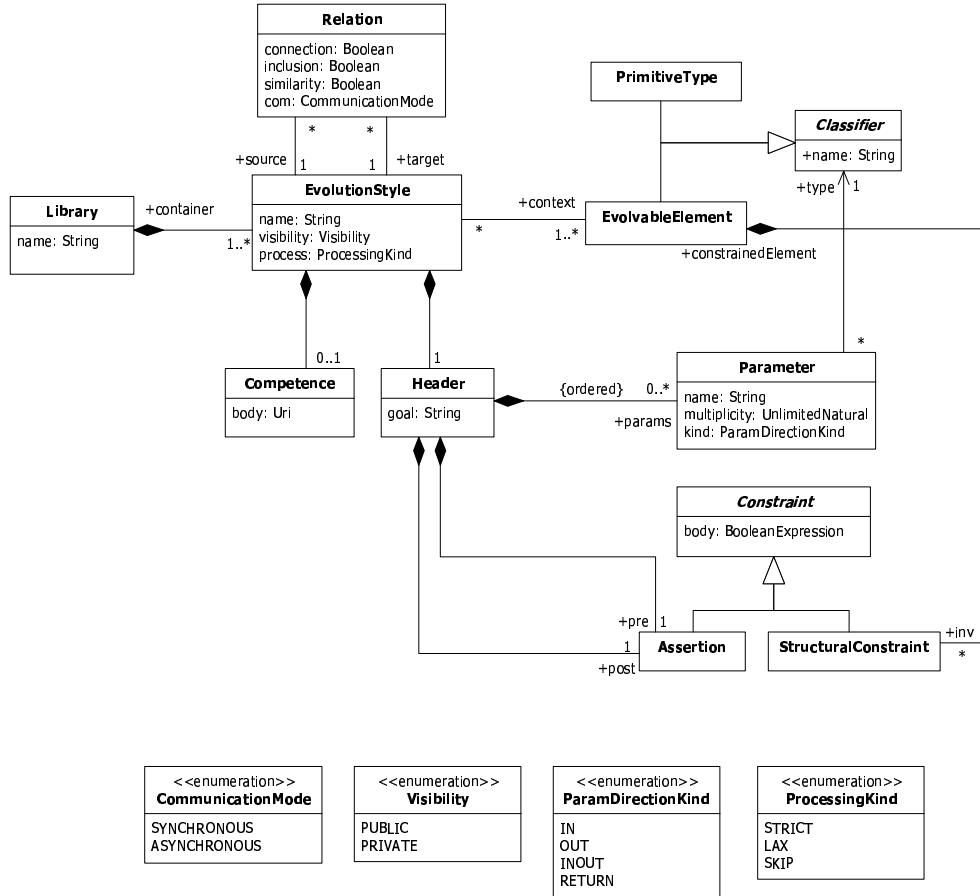 Relation
connection: Boolean
inclusion: Boolean
similarity: Boolean
com: CommunicationMode
PrimitiveType
Classifier
+name: String
*
*
+source
1
1
+target
+type
1
Library
name: String
+container
1..*
EvolutionStyle
name: String
visibility: Visibility
process: ProcessingKind
*
+context
1..*
EvolvableElement
+constrainedElement
0..1
1
*
Competence
body: Uri
Header
goal: String
{ordered}
0..*
+params
Parameter
name: String
multiplicity: UnlimitedNatural
kind: ParamDirectionKind
Constraint
body: BooleanExpression
+pre
1
1
+post
Assertion
StructuralConstraint
+inv
*
<<enumeration>>
CommunicationMode
SYNCHRONOUS
ASYNCHRONOUS
<<enumeration>>
Visibility
PUBLIC
PRIVATE
<<enumeration>>
ParamDirectionKind
IN
OUT
INOUT
RETURN
<<enumeration>>
ProcessingKind
STRICT
LAX
SKIP